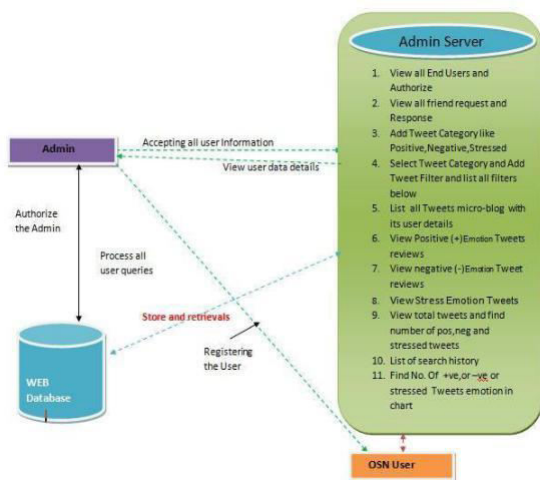 Admin Server
1. View all End Users and
Authorize
2. View all friend request and
Response
3. Add Tweet Category like
Positive,Negative,Stressed
4. Select Tweet Category and Add
Tweet Filter and list all filters
below
5. List all Tweets micro-blog with
its user details
6. View Positive (+)Emotion Tweets
reviews
7. View negative (-)Emotion Tweet
reviews
8. View Stress Emotion Tweets
9. View total tweets and find
number of pos,neg and
stressed tweets
10. List of search history
11. Find No. Of +ve,or –ve or
stressed Tweets emotion in
chart
Admin
Accepting all user Information
View user data details
Authorize
the Admin
Process all
user queries
Store and retrievals
Registering
the User
WEB
Database
OSN User